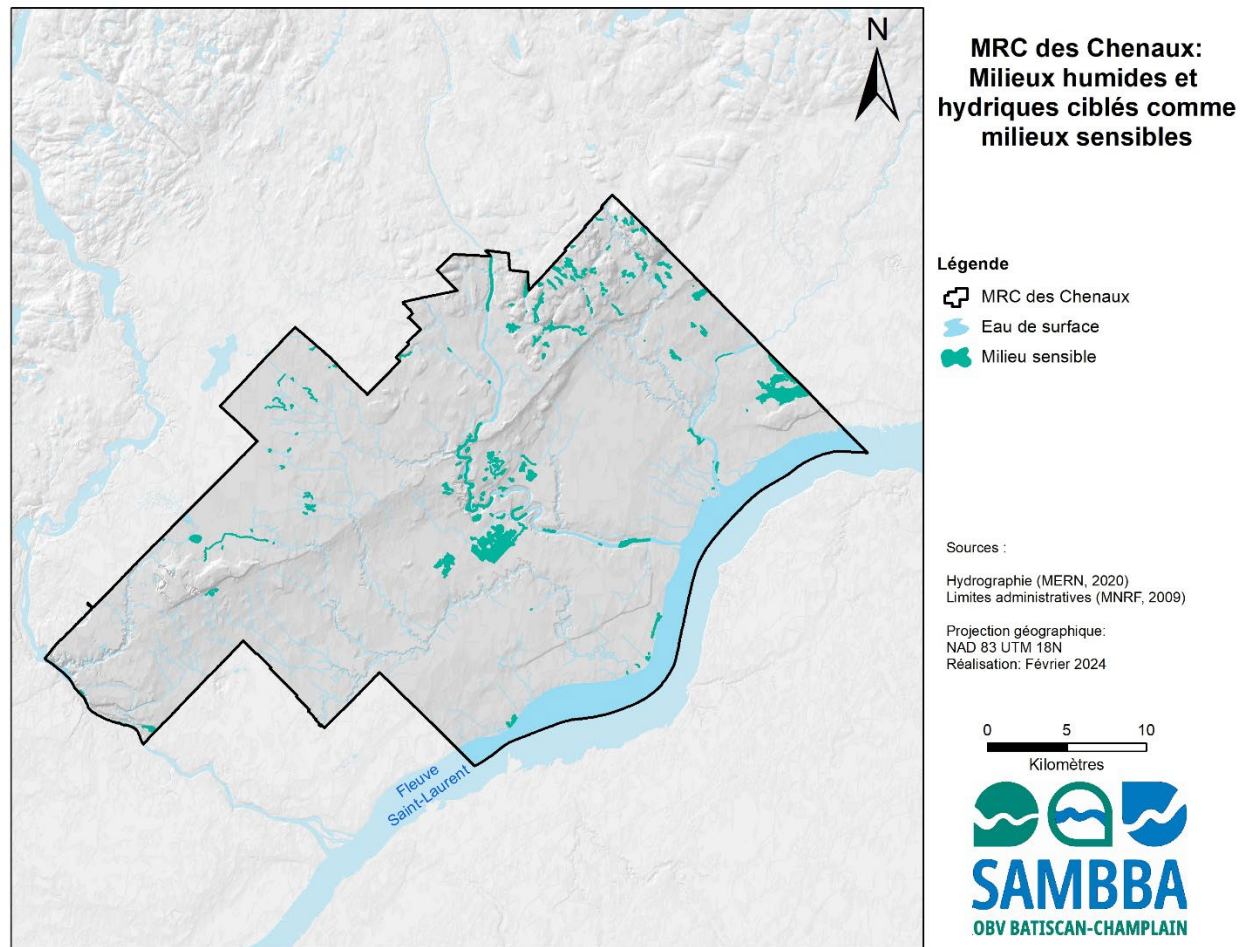 N
MRC des Chenaux:
Milieux humides et
hydriques ciblés comme
milieux sensibles
Légende
MRC des Chenaux
Eau de surface
Milieu sensible
Sources :
Hydrographie (MERN, 2020)
Limites administratives (MNRF, 2009)
Projection géographique:
NAD 83 UTM 18N
Réalisation: Février 2024
0 5 10
Kilomètres
Fleuve
Saint-Laurent
SAMBBA
OBV BATISCAN-CHAMPLAIN